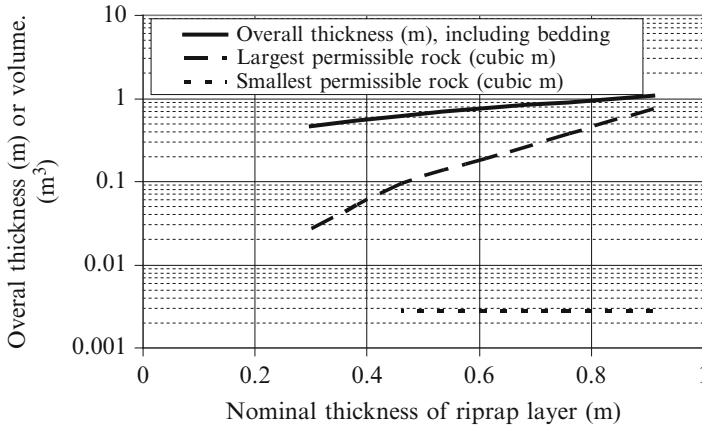 10
Overall thickness (m), including bedding
Largest permissible rock (cubic m)
Smallest permissible rock (cubic m)
1
0.1
0.01
0.001
Overal thickness (m) or volume.
(m³)
0
0.2
0.4
0.6
0.8
1
Nominal thickness of riprap layer (m)